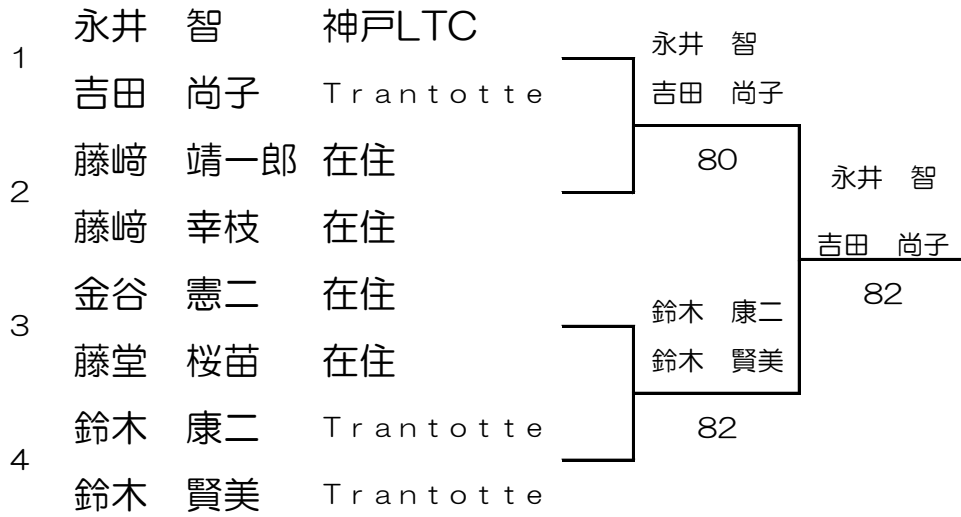 1
永井　智　神戸LTC
吉田　尚子　Ｔｒａｎｔｏｔｔｅ
2
藤﨑　靖一郎　在住
藤﨑　幸枝　在住
3
金谷　憲二　在住
藤堂　桜苗　在住
4
鈴木　康二　Ｔｒａｎｔｏｔｔｅ
鈴木　賢美　Ｔｒａｎｔｏｔｔｅ
永井　智
吉田　尚子
80
鈴木　康二
鈴木　賢美
82
永井　智
吉田　尚子
82